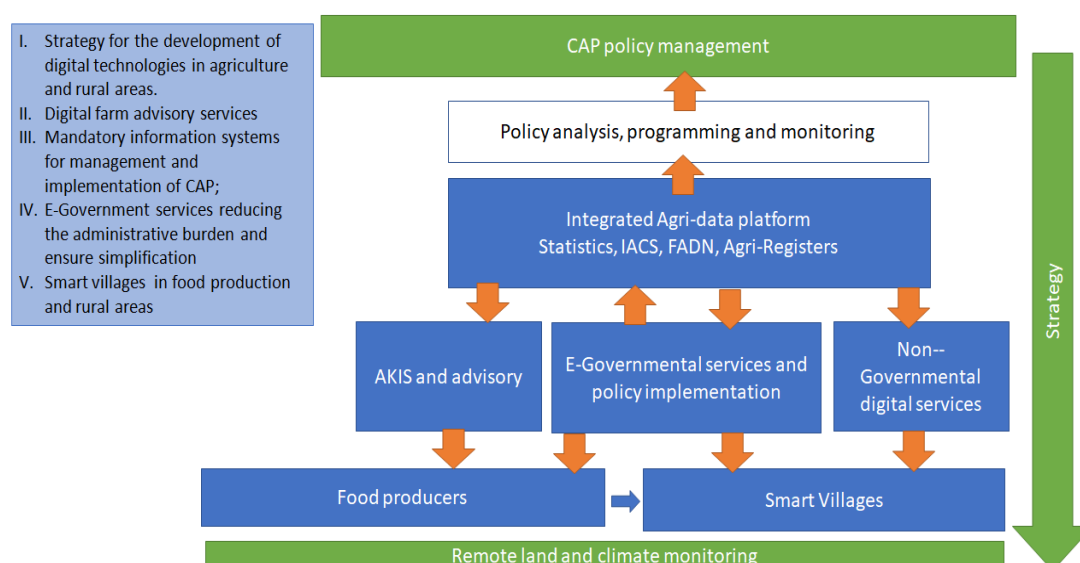 I. Strategy for the development of
digital technologies in agriculture
and rural areas.
II. Digital farm advisory services
III. Mandatory information systems
for management and
implementation of CAP;
IV. E-Government services reducing
the administrative burden and
ensure simplification
V. Smart villages in food production
and rural areas
CAP policy management
Policy analysis, programming and monitoring
Integrated Agri-data platform
Statistics, IACS, FADN, Agri-Registers
AKIS and advisory
E-Governmental services and
policy implementation
Non--
Governmental
digital services
Food producers
Smart Villages
Remote land and climate monitoring
Strategy